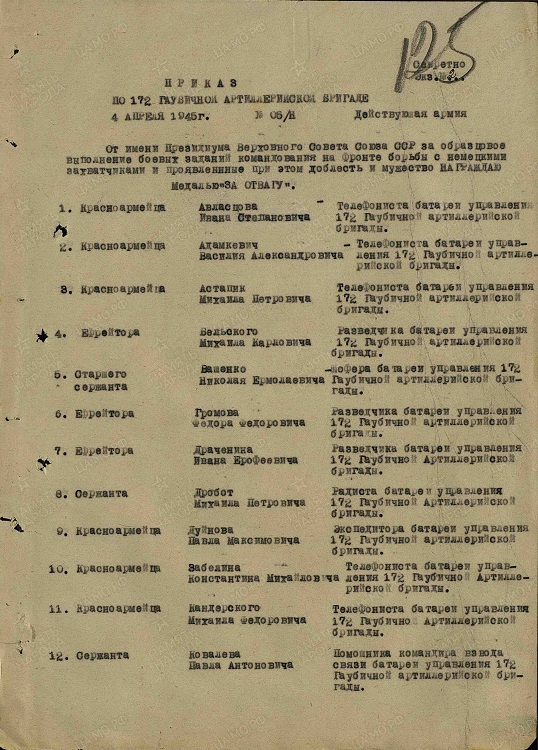 125
Секретно
Экз.№2.
ПРИКАЗ
ПО 172 ГАУБИЧНОЙ АРТИЛЛЕРИЙСКОЙ БРИГАДЕ
4 АПРЕЛЯ 1945г. № 05/Н Действующая армия
От имени Президиума Верховного Совета Союза ССР за образцовое
выполнение боевых заданий командования на фронте борьбы с немецкими
захватчиками и проявленные при этом доблесть и мужество НАГРАЖДАЮ
Медалью "ЗА ОТВАГУ".
1. Красноармейца Авласцова Телефониста батареи управления
Ивана Степановича 172 Гаубичной артиллерийской
бригады.
2. Красноармейца Адамкевич - Телефониста батареи управ-
Василия Александровича ления 172 Гаубичной артилле-
рийской бригады.
3. Красноармейца Астапик Телефониста батареи управления
Михаила Петровича 172 Гаубичной артиллерийской
бригады.
4. Ефрейтора Бельского Разведчика батареи управления
Михаила Карловича 172 Гаубичной артиллерийской
бригады.
5. Старшего Ващенко -шофера батареи управления 172
сержанта Николая Ермолаевича Гаубичной артиллерийской бри-
гады.
6. Ефрейтора Громова Разведчика батареи управления
Федора Федоровича 172 Гаубичной артиллерийской
бригады.
7. Ефрейтора Драченина Разведчика батареи управления
Ивана Ерофеевича 172 Гаубичной Артиллерийской
бригады.
8. Сержанта Дробот Радиста батареи управления
Михаила Петровича 172 Гаубичной артиллерийской
бригады.
9. Красноармейца Дуйнова Экспедитора батареи управления
Павла Максимовича 172 Гаубичной артиллерийской
бригады.
10. Красноармейца Забелина Телефониста батареи управ-
Константина Михайловича ления 172 Гаубичной Артилле-
рийской бригады.
11. Красноармейца Кандерского Телефониста батареи управления
Михаила Федоровича 172 Гаубичной Артиллерийской
бригады.
12. Сержанта Ковалева Помошника командира взвода
Павла Антоновича связи батареи управления 172
Гаубичной артиллерийской бри-
гады.